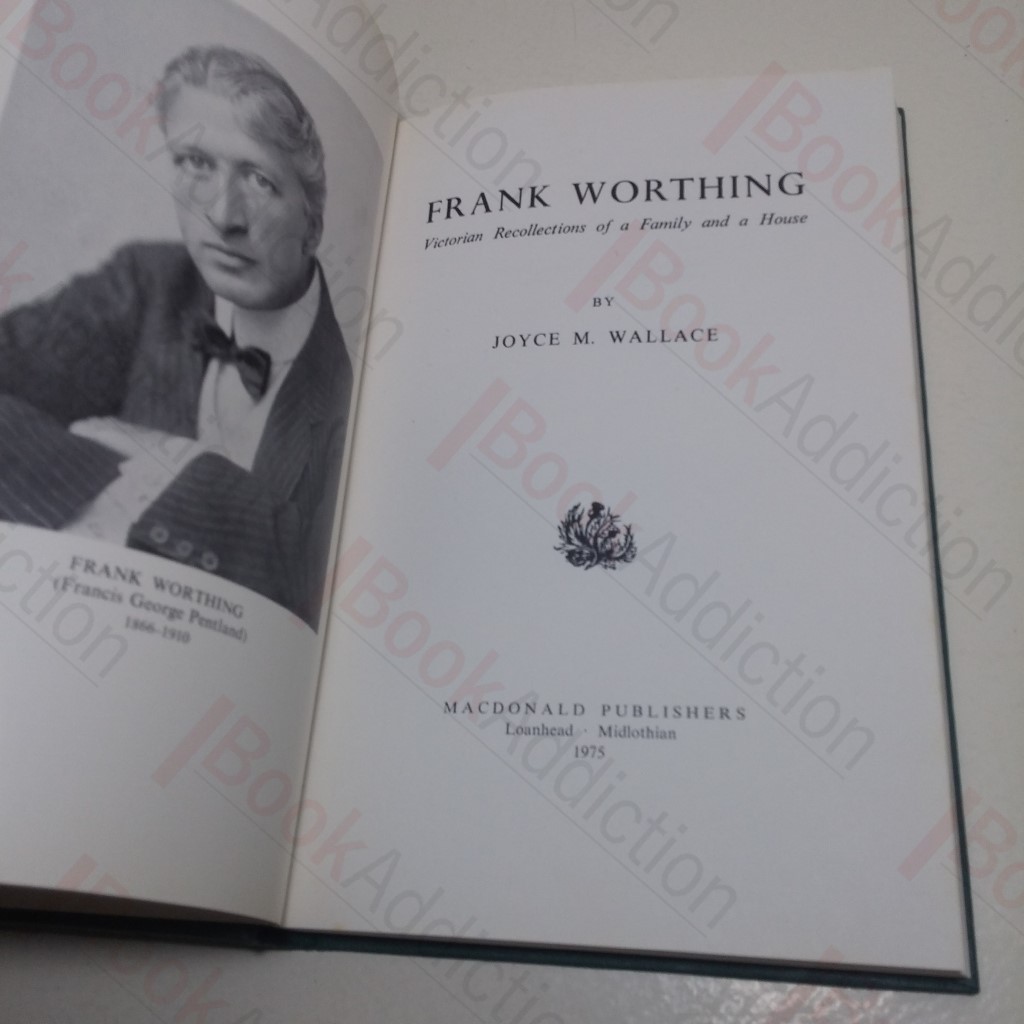 FRANK WORTHING
(Francis George Pentland)
1866–1910
FRANK WORTHING
Victorian Recollections of a Family and a House
BY
JOYCE M. WALLACE
MACDONALD PUBLISHERS
Loanhead · Midlothian
1975
BookAddiction